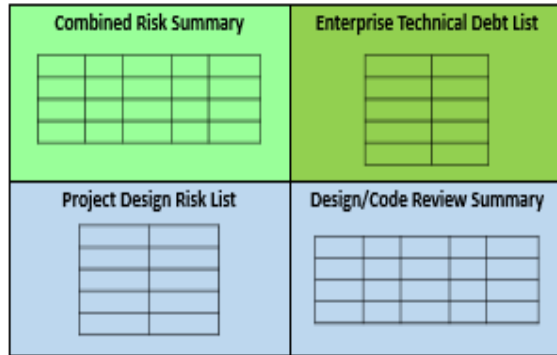 Combined Risk Summary
Enterprise Technical Debt List
Project Design Risk List
Design/Code Review Summary